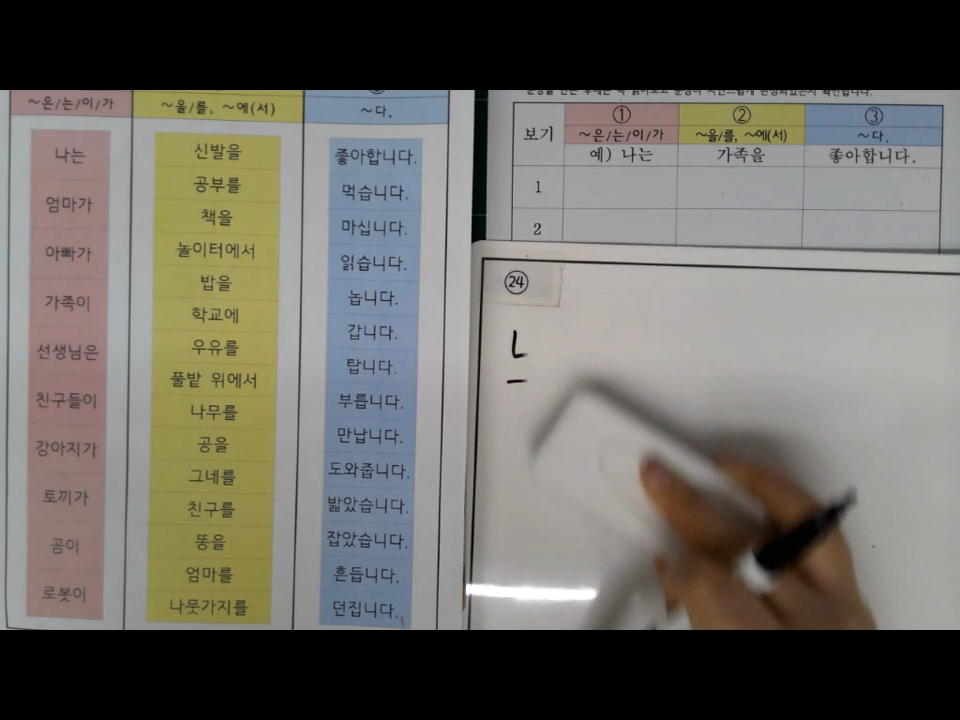 ~은/는/이/가
~을/를, ~에(서)
~다.
나는
엄마가
아빠가
가족이
선생님은
친구들이
강아지가
토끼가
곰이
로봇이
신발을
공부를
책을
놀이터에서
밥을
학교에
우유를
풀밭 위에서
나무를
공을
그네를
친구를
똥을
엄마를
나뭇가지를
좋아합니다.
먹습니다.
마십니다.
읽습니다.
놉니다.
갑니다.
탑니다.
부릅니다.
만납니다.
도와줍니다.
밟았습니다.
잡았습니다.
흔듭니다.
던집니다.
보기 ① ② ③
~은/는/이/가 ~을/를, ~에(서) ~다.
예) 나는 가족을 좋아합니다.
1
2
㉔